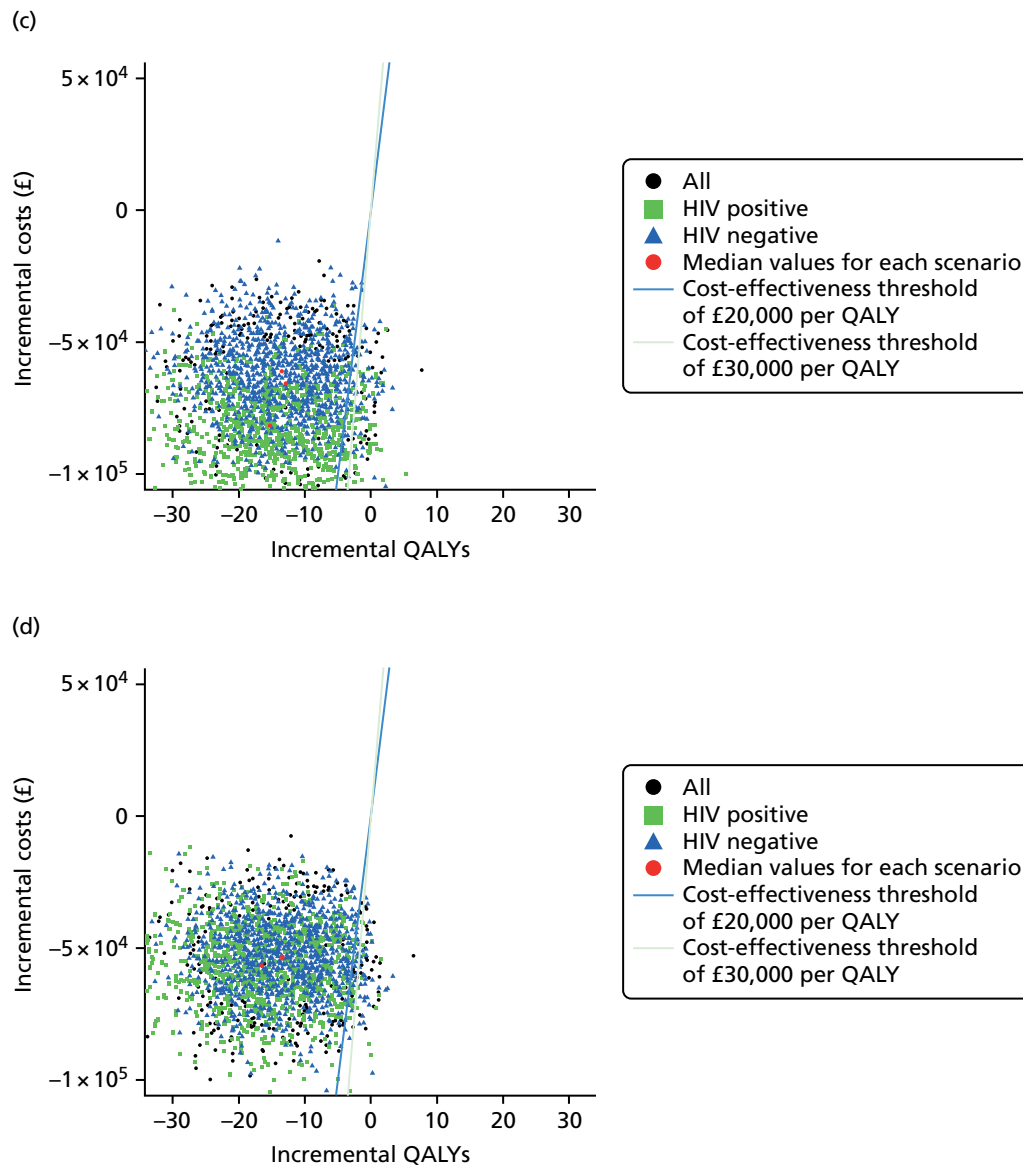 (c)
5 × 10⁴
0
−5 × 10⁴
−1 × 10⁵
Incremental costs (£)
−30 −20 −10 0 10 20 30
Incremental QALYs
All
HIV positive
HIV negative
Median values for each scenario
Cost-effectiveness threshold
of £20,000 per QALY
Cost-effectiveness threshold
of £30,000 per QALY
(d)
5 × 10⁴
0
−5 × 10⁴
−1 × 10⁵
Incremental costs (£)
−30 −20 −10 0 10 20 30
Incremental QALYs
All
HIV positive
HIV negative
Median values for each scenario
Cost-effectiveness threshold
of £20,000 per QALY
Cost-effectiveness threshold
of £30,000 per QALY